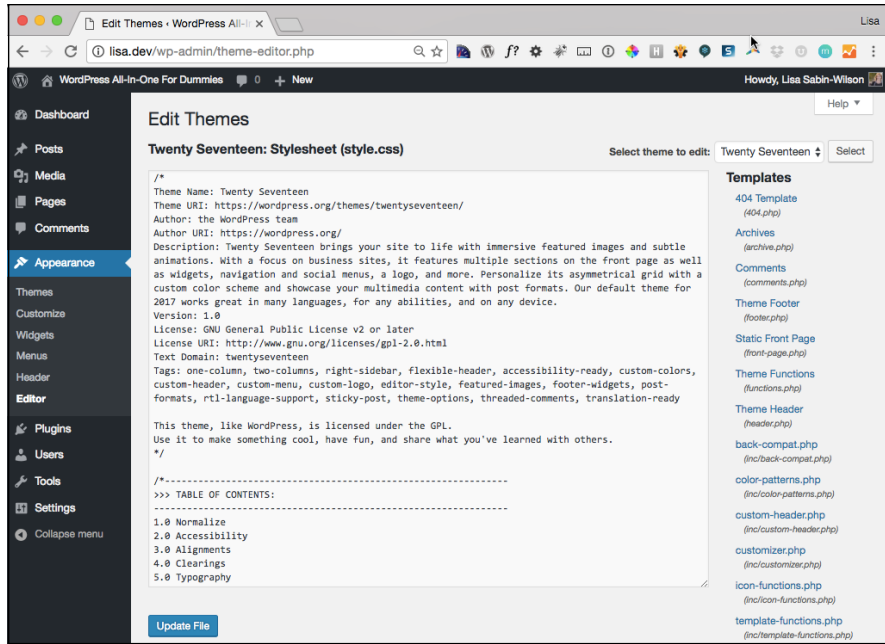 Edit Themes ‹ WordPress All-In
Lisa
lisa.dev/wp-admin/theme-editor.php
WordPress All-In-One For Dummies 0 + New
Howdy, Lisa Sabin-Wilson
Help ▼
Dashboard
Posts
Media
Pages
Comments
Appearance
Themes
Customize
Widgets
Menus
Header
Editor
Plugins
Users
Tools
Settings
Collapse menu
Edit Themes
Twenty Seventeen: Stylesheet (style.css)
Select theme to edit: Twenty Seventeen Select
/*
Theme Name: Twenty Seventeen
Theme URI: https://wordpress.org/themes/twentyseventeen/
Author: the WordPress team
Author URI: https://wordpress.org/
Description: Twenty Seventeen brings your site to life with immersive featured images and subtle
animations. With a focus on business sites, it features multiple sections on the front page as well
as widgets, navigation and social menus, a logo, and more. Personalize its asymmetrical grid with a
custom color scheme and showcase your multimedia content with post formats. Our default theme for
2017 works great in many languages, for any abilities, and on any device.
Version: 1.0
License: GNU General Public License v2 or later
License URI: http://www.gnu.org/licenses/gpl-2.0.html
Text Domain: twentyseventeen
Tags: one-column, two-columns, right-sidebar, flexible-header, accessibility-ready, custom-colors,
custom-header, custom-menu, custom-logo, editor-style, featured-images, footer-widgets, post-
formats, rtl-language-support, sticky-post, theme-options, threaded-comments, translation-ready
This theme, like WordPress, is licensed under the GPL.
Use it to make something cool, have fun, and share what you've learned with others.
*/
/*--------------------------------------------------------------
>>> TABLE OF CONTENTS:
----------------------------------------------------------------
1.0 Normalize
2.0 Accessibility
3.0 Alignments
4.0 Clearings
5.0 Typography
Update File
Templates
404 Template
(404.php)
Archives
(archive.php)
Comments
(comments.php)
Theme Footer
(footer.php)
Static Front Page
(front-page.php)
Theme Functions
(functions.php)
Theme Header
(header.php)
back-compat.php
(inc/back-compat.php)
color-patterns.php
(inc/color-patterns.php)
custom-header.php
(inc/custom-header.php)
customizer.php
(inc/customizer.php)
icon-functions.php
(inc/icon-functions.php)
template-functions.php
(inc/template-functions.php)